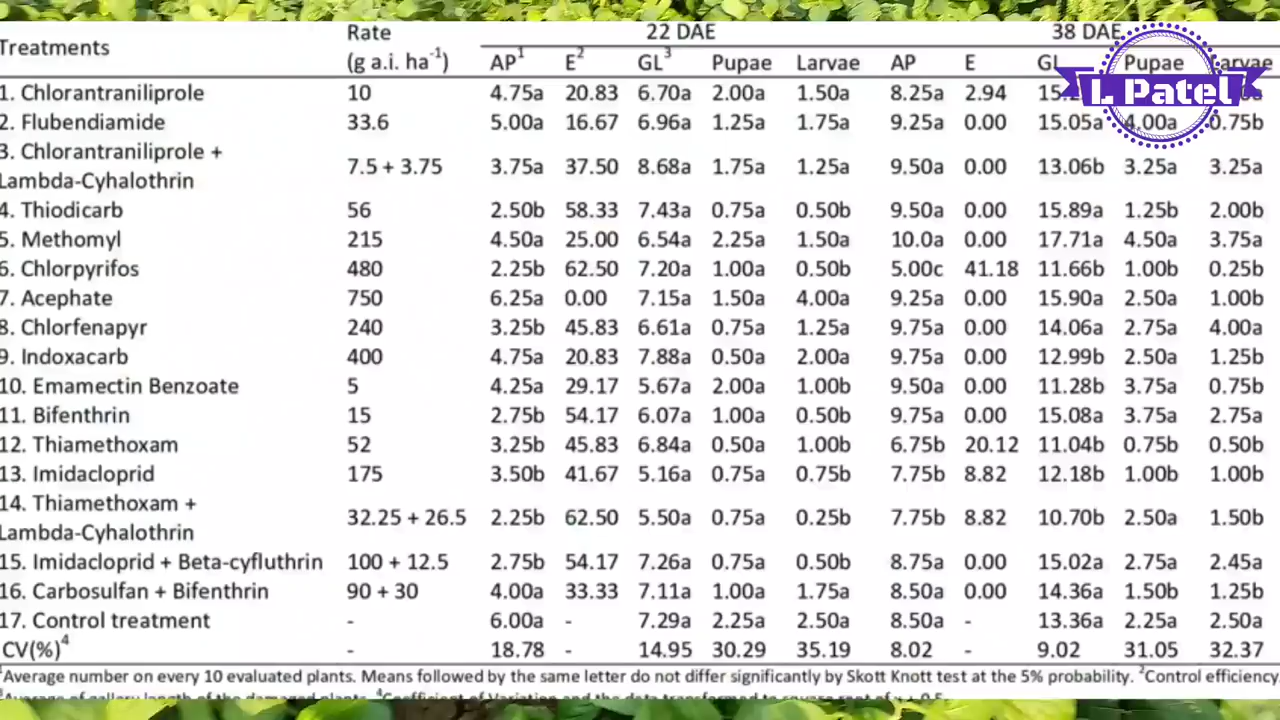 Treatments Rate (g a.i. ha-1) 22 DAE 38 DAE
AP1 E2 GL3 Pupae Larvae AP E GL Pupae Larvae
1. Chlorantraniliprole 10 4.75a 20.83 6.70a 2.00a 1.50a 8.25a 2.94
2. Flubendiamide 33.6 5.00a 16.67 6.96a 1.25a 1.75a 9.25a 0.00 15.05a 4.00a 0.75b
3. Chlorantraniliprole +
Lambda-Cyhalothrin 7.5 + 3.75 3.75a 37.50 8.68a 1.75a 1.25a 9.50a 0.00 13.06b 3.25a 3.25a
4. Thiodicarb 56 2.50b 58.33 7.43a 0.75a 0.50b 9.50a 0.00 15.89a 1.25b 2.00b
5. Methomyl 215 4.50a 25.00 6.54a 2.25a 1.50a 10.0a 0.00 17.71a 4.50a 3.75a
6. Chlorpyrifos 480 2.25b 62.50 7.20a 1.00a 0.50b 5.00c 41.18 11.66b 1.00b 0.25b
7. Acephate 750 6.25a 0.00 7.15a 1.50a 4.00a 9.25a 0.00 15.90a 2.50a 1.00b
8. Chlorfenapyr 240 3.25b 45.83 6.61a 0.75a 1.25a 9.75a 0.00 14.06a 2.75a 4.00a
9. Indoxacarb 400 4.75a 20.83 7.88a 0.50a 2.00a 9.75a 0.00 12.99b 2.50a 1.25b
10. Emamectin Benzoate 5 4.25a 29.17 5.67a 2.00a 1.00b 9.50a 0.00 11.28b 3.75a 0.75b
11. Bifenthrin 15 2.75b 54.17 6.07a 1.00a 0.50b 9.75a 0.00 15.08a 3.75a 2.75a
12. Thiamethoxam 52 3.25b 45.83 6.84a 0.50a 1.00b 6.75b 20.12 11.04b 0.75b 0.50b
13. Imidacloprid 175 3.50b 41.67 5.16a 0.75a 0.75b 7.75b 8.82 12.18b 1.00b 1.00b
14. Thiamethoxam +
Lambda-Cyhalothrin 32.25 + 26.5 2.25b 62.50 5.50a 0.75a 0.25b 7.75b 8.82 10.70b 2.50a 1.50b
15. Imidacloprid + Beta-cyfluthrin 100 + 12.5 2.75b 54.17 7.26a 0.75a 0.50b 8.75a 0.00 15.02a 2.75a 2.45a
16. Carbosulfan + Bifenthrin 90 + 30 4.00a 33.33 7.11a 1.00a 1.75a 8.50a 0.00 14.36a 1.50b 1.25b
17. Control treatment - 6.00a - 7.29a 2.25a 2.50a 8.50a - 13.36a 2.25a 2.50a
CV(%)4 - 18.78 - 14.95 30.29 35.19 8.02 - 9.02 31.05 32.37
1Average number on every 10 evaluated plants. Means followed by the same letter do not differ significantly by Skott Knott test at the 5% probability. 2Control efficiency.
3Average of gallery length of the damaged plants. 4Coefficient of Variation and the data transformed to square root of x + 0.5
L Patel